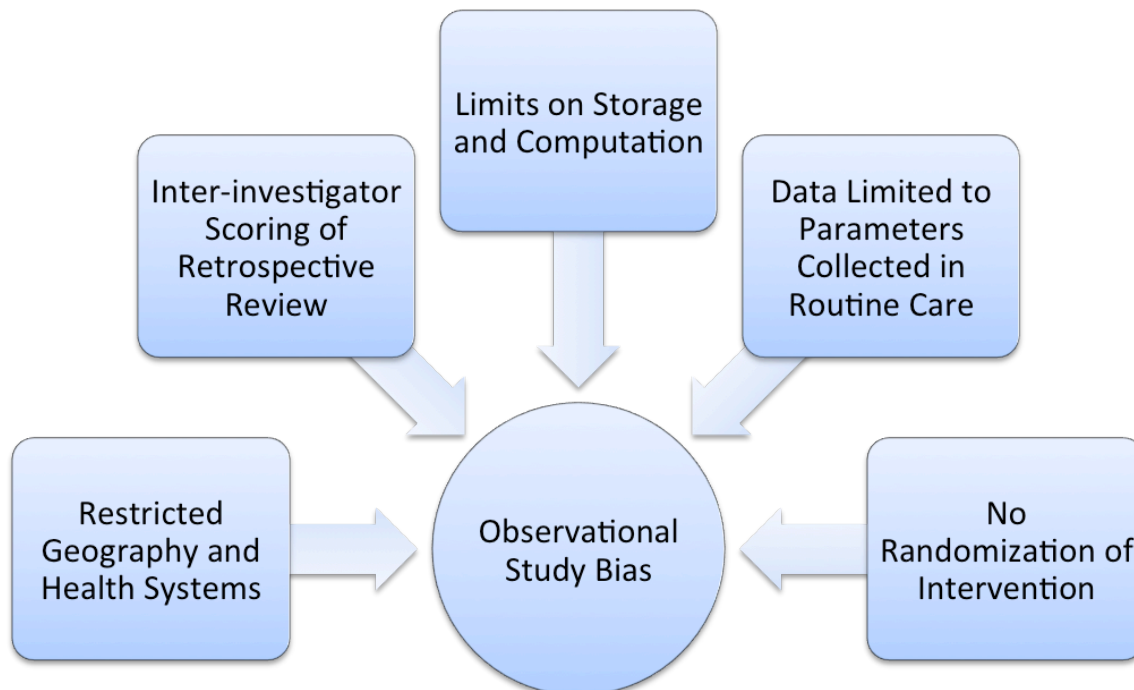 Limits on Storage
and Computation
Inter-investigator
Scoring of
Retrospective
Review
Data Limited to
Parameters
Collected in
Routine Care
Restricted
Geography and
Health Systems
Observational
Study Bias
No
Randomization of
Intervention